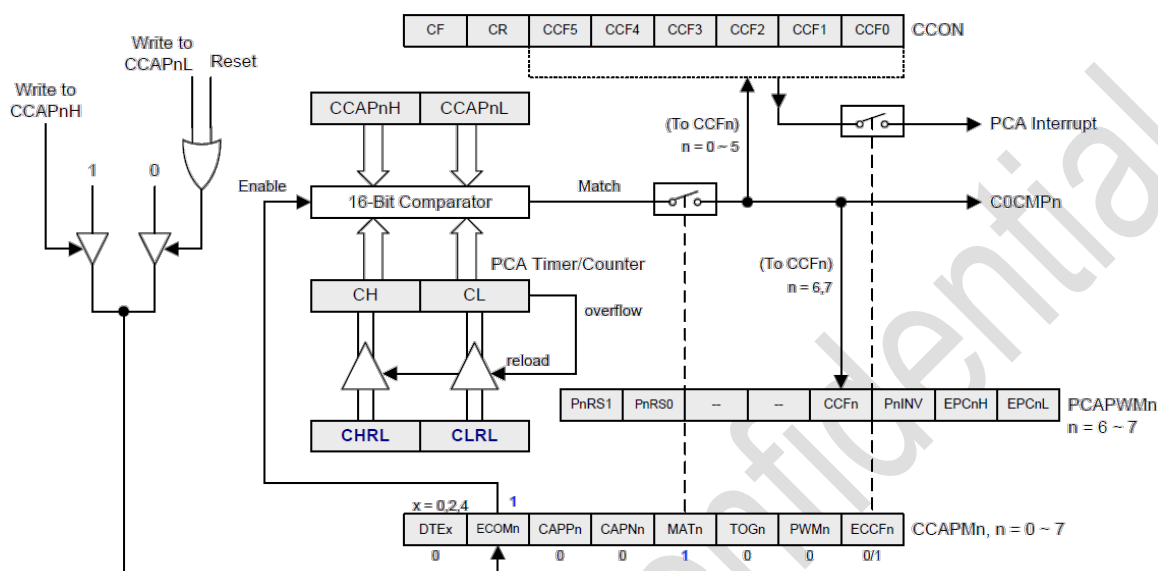 CF CR CCF5 CCF4 CCF3 CCF2 CCF1 CCF0 CCON
Write to
CCAPnL
Reset
Write to
CCAPnH
CCAPnH CCAPnL
(To CCFn)
n = 0 ~ 5
PCA Interrupt
1 0
Enable
16-Bit Comparator
Match
C0CMPn
PCA Timer/Counter
(To CCFn)
n = 6,7
CH CL
overflow
reload
PnRS1 PnRS0 -- -- CCFn PnINV EPCnH EPCnL PCAPWMn
n = 6 ~ 7
CHRL CLRL
x = 0,2,4 1
DTEx ECOMn CAPPn CAPNn MATn TOGn PWMn ECCFn CCAPMn, n = 0 ~ 7
0 0 0 1 0 0 0/1
Confidential